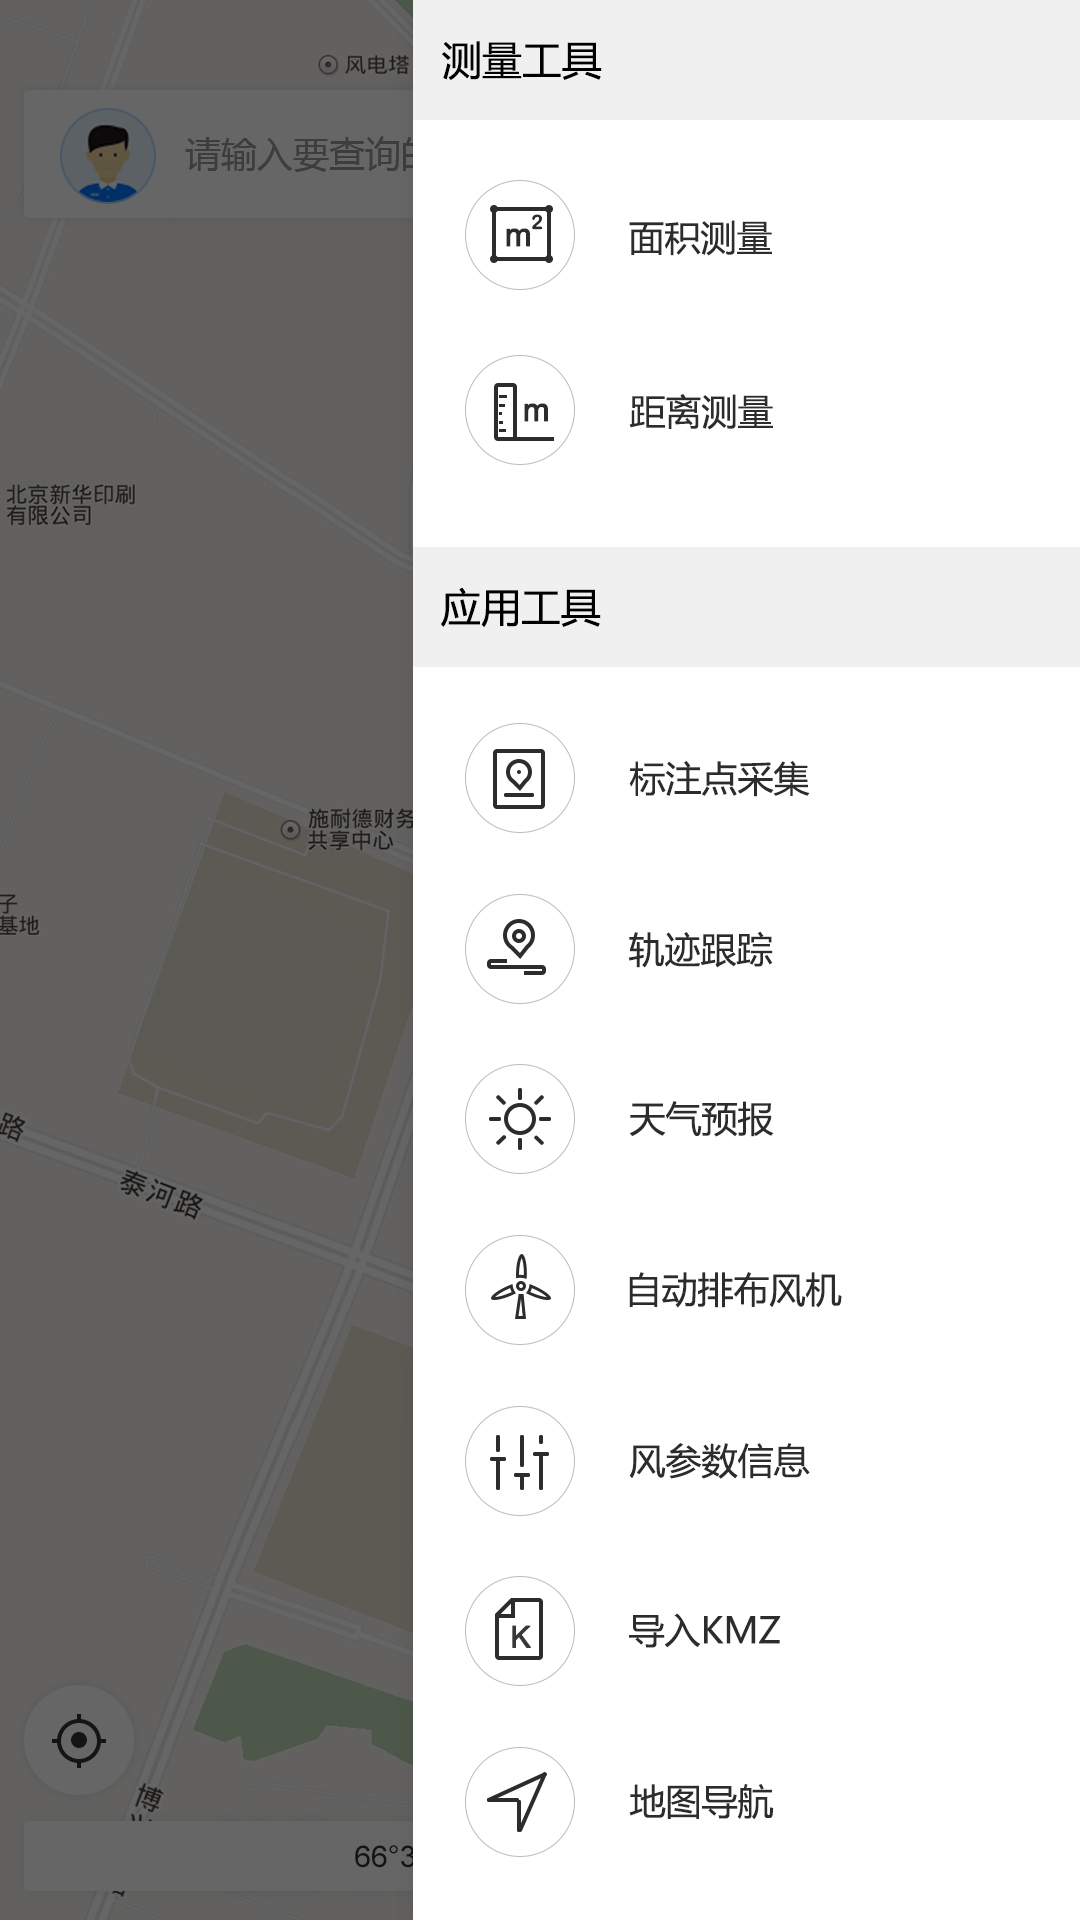 风电塔
请输入要查询
北京新华印刷
有限公司
施耐德财务
共享中心
子
基地
路
泰河路
博
66°3
测量工具
m²
面积测量
m
距离测量
应用工具
标注点采集
轨迹跟踪
天气预报
自动排布风机
风参数信息
K
导入KMZ
地图导航